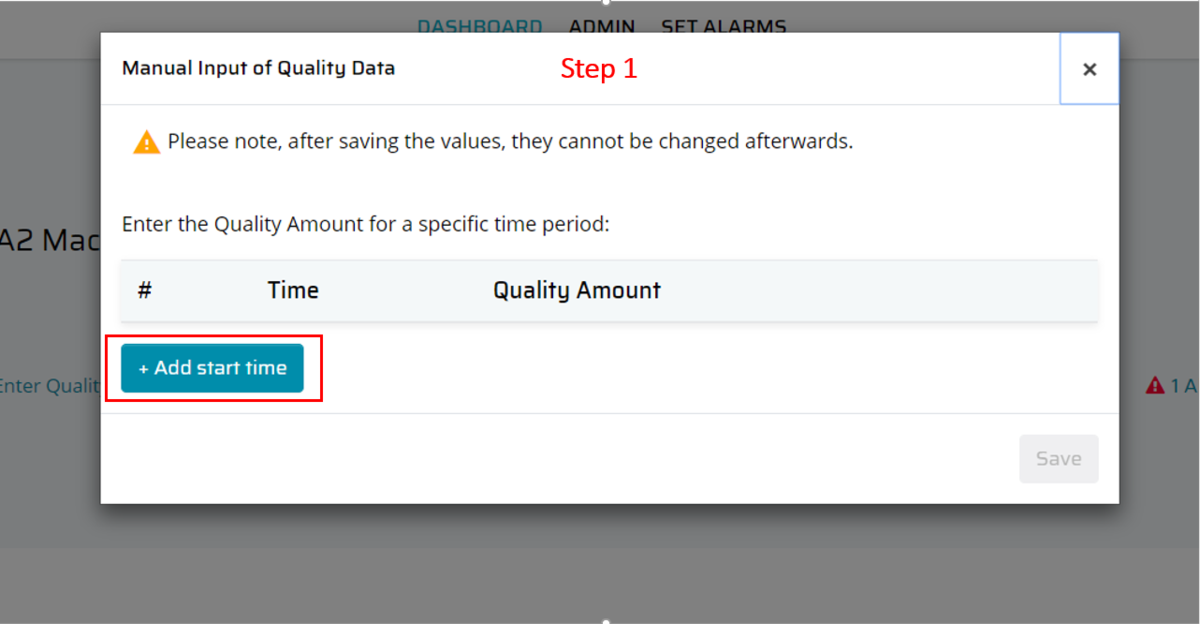 DASHBOARD ADMIN SET ALARMS
Manual Input of Quality Data
Step 1
×
Please note, after saving the values, they cannot be changed afterwards.
A2 Mac
Enter the Quality Amount for a specific time period:
# Time Quality Amount
+ Add start time
Enter Qualit
1 A
Save